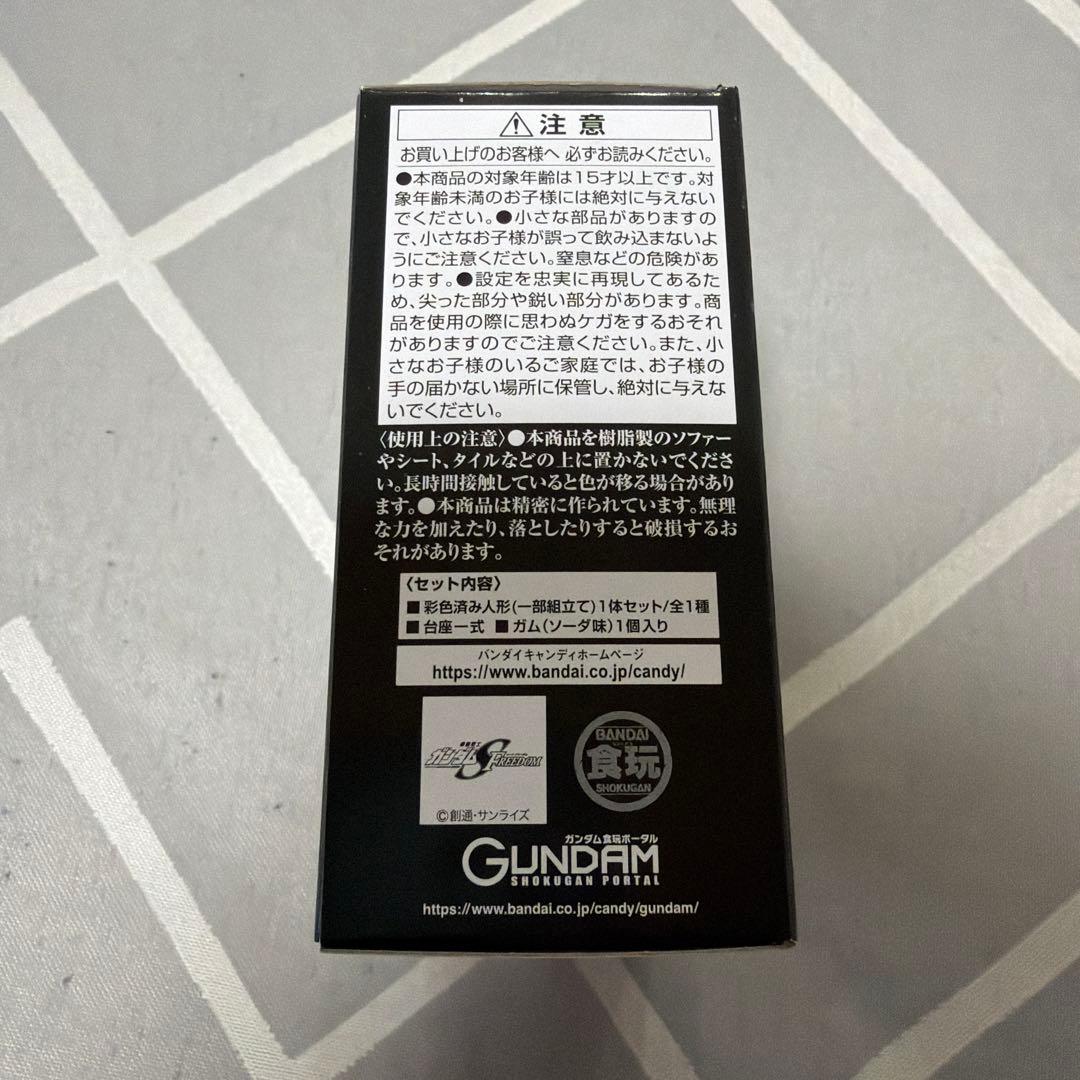 ⚠注意
お買い上げのお客様へ 必ずお読みください。
●本商品の対象年齢は15才以上です。対
象年齢未満のお子様には絶対に与えない
でください。●小さな部品がありますの
で、小さなお子様が誤って飲み込まないよ
うにご注意ください。窒息などの危険があ
ります。●設定を忠実に再現してあるた
め、尖った部分や鋭い部分があります。商
品を使用の際に思わぬケガをするおそれ
がありますのでご注意ください。また、小
さなお子様のいるご家庭では、お子様の
手の届かない場所に保管し、絶対に与えな
いでください。
〈使用上の注意〉●本商品を樹脂製のソファー
やシート、タイルなどの上に置かないでくださ
い。長時間接触していると色が移る場合があり
ます。●本商品は精密に作られています。無理
な力を加えたり、落としたりすると破損するお
それがあります。
〈セット内容〉
■彩色済み人形(一部組立て)1体セット/全1種
■台座一式 ■ガム(ソーダ味)1個入り
バンダイキャンディホームページ
https://www.bandai.co.jp/candy/
機動戦士
ガンダムSEED FREEDOM
©創通・サンライズ
BANDAI
食玩
SHOKUGAN
ガンダム食玩ポータル
GUNDAM
SHOKUGAN PORTAL
https://www.bandai.co.jp/candy/gundam/